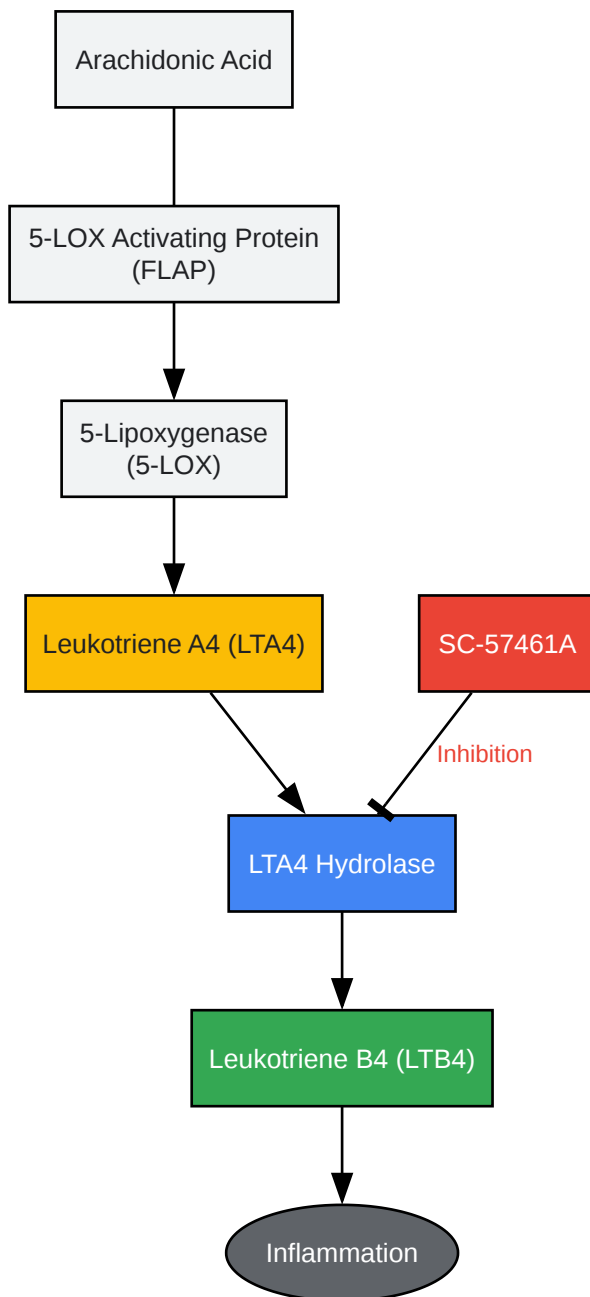 Arachidonic Acid
5-LOX Activating Protein
(FLAP)
5-Lipoxygenase
(5-LOX)
Leukotriene A4 (LTA4)
SC-57461A
Inhibition
LTA4 Hydrolase
Leukotriene B4 (LTB4)
Inflammation